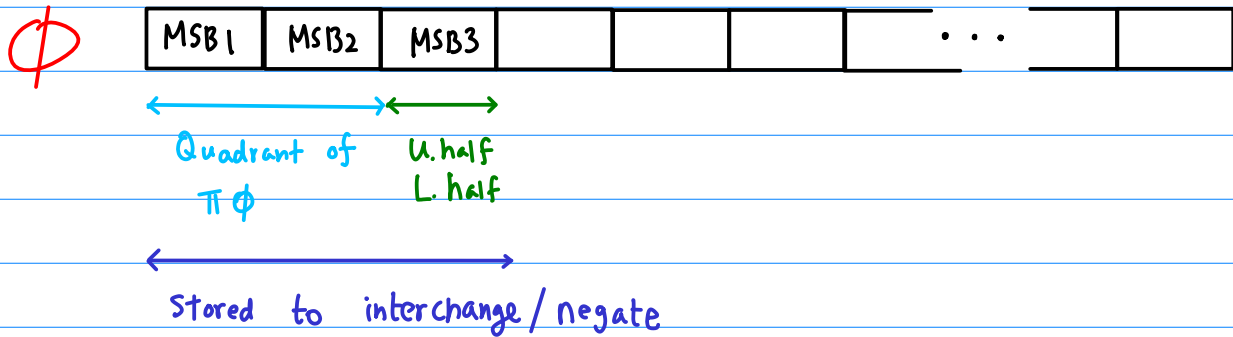 ϕ MSB1 MSB2 MSB3 ...
Quadrant of U.half
πϕ L.half
Stored to interchange/negate